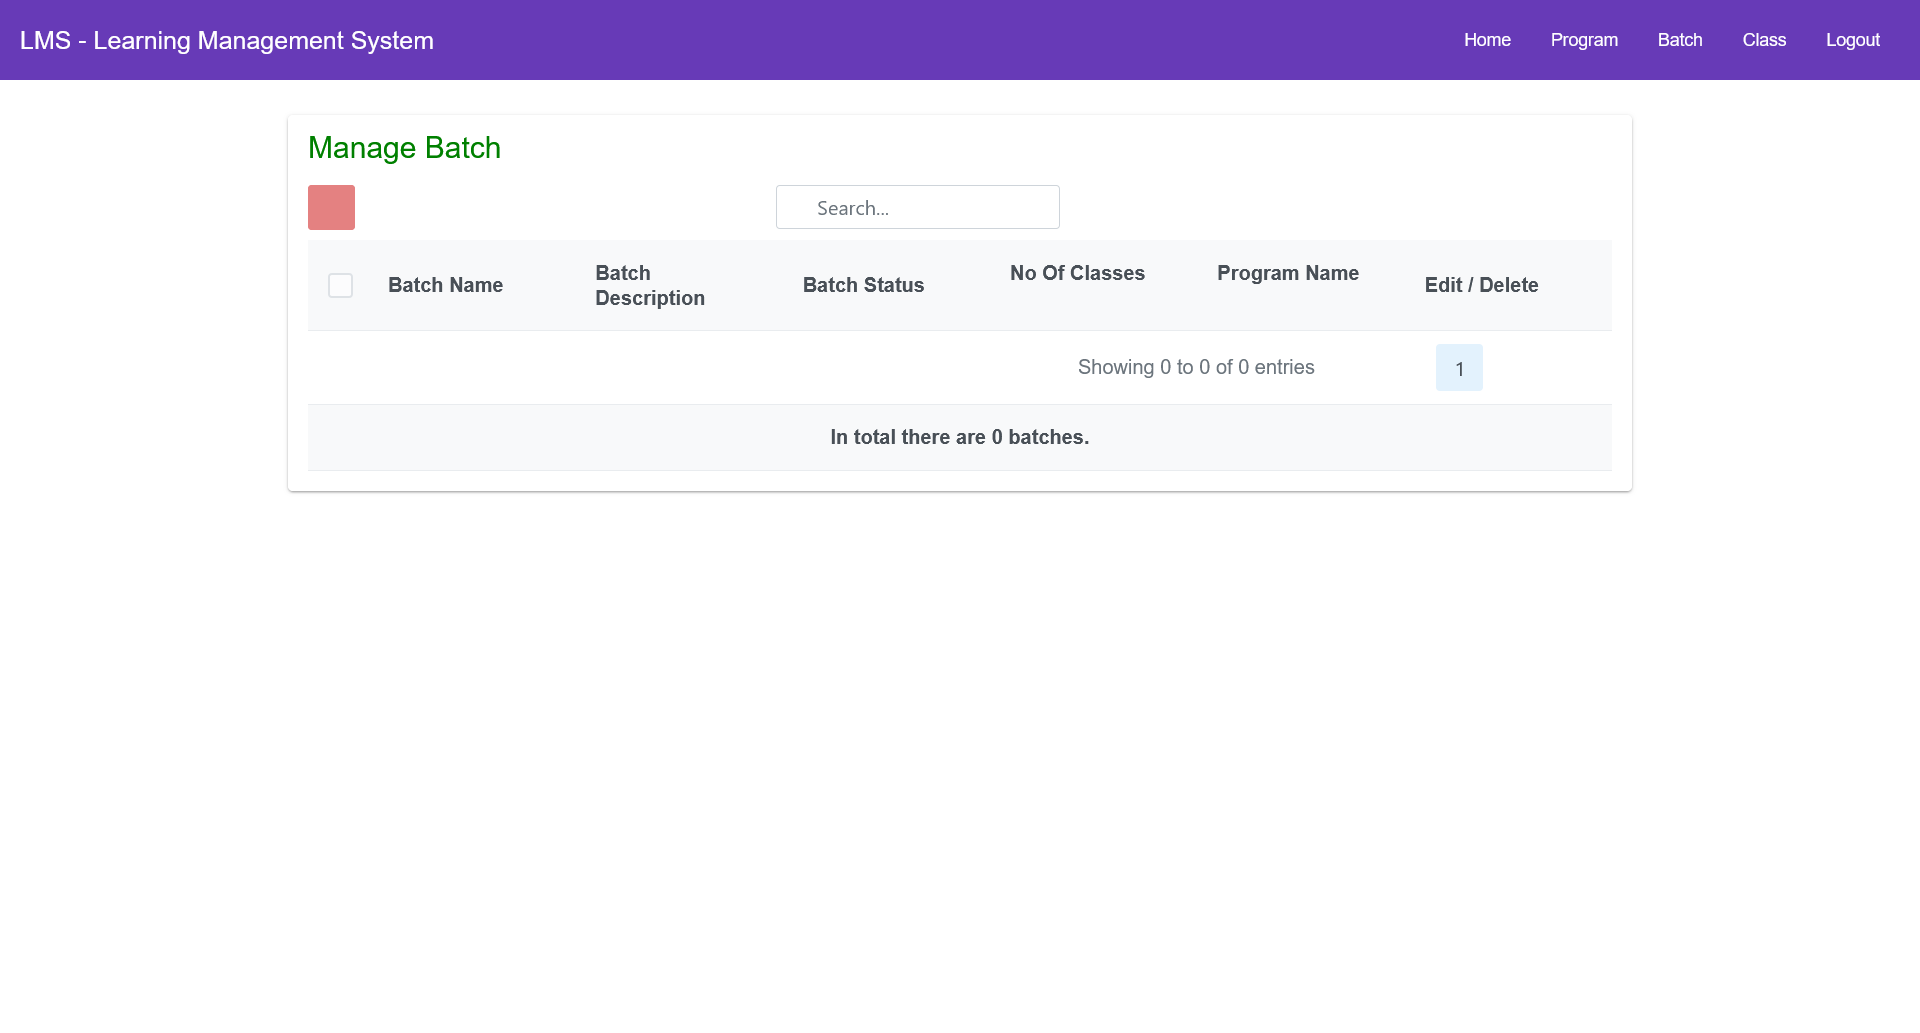 LMS - Learning Management System
Home
Program
Batch
Class
Logout
Manage Batch
Search...
Batch Name
Batch
Description
Batch Status
No Of Classes
Program Name
Edit / Delete
Showing 0 to 0 of 0 entries
1
In total there are 0 batches.